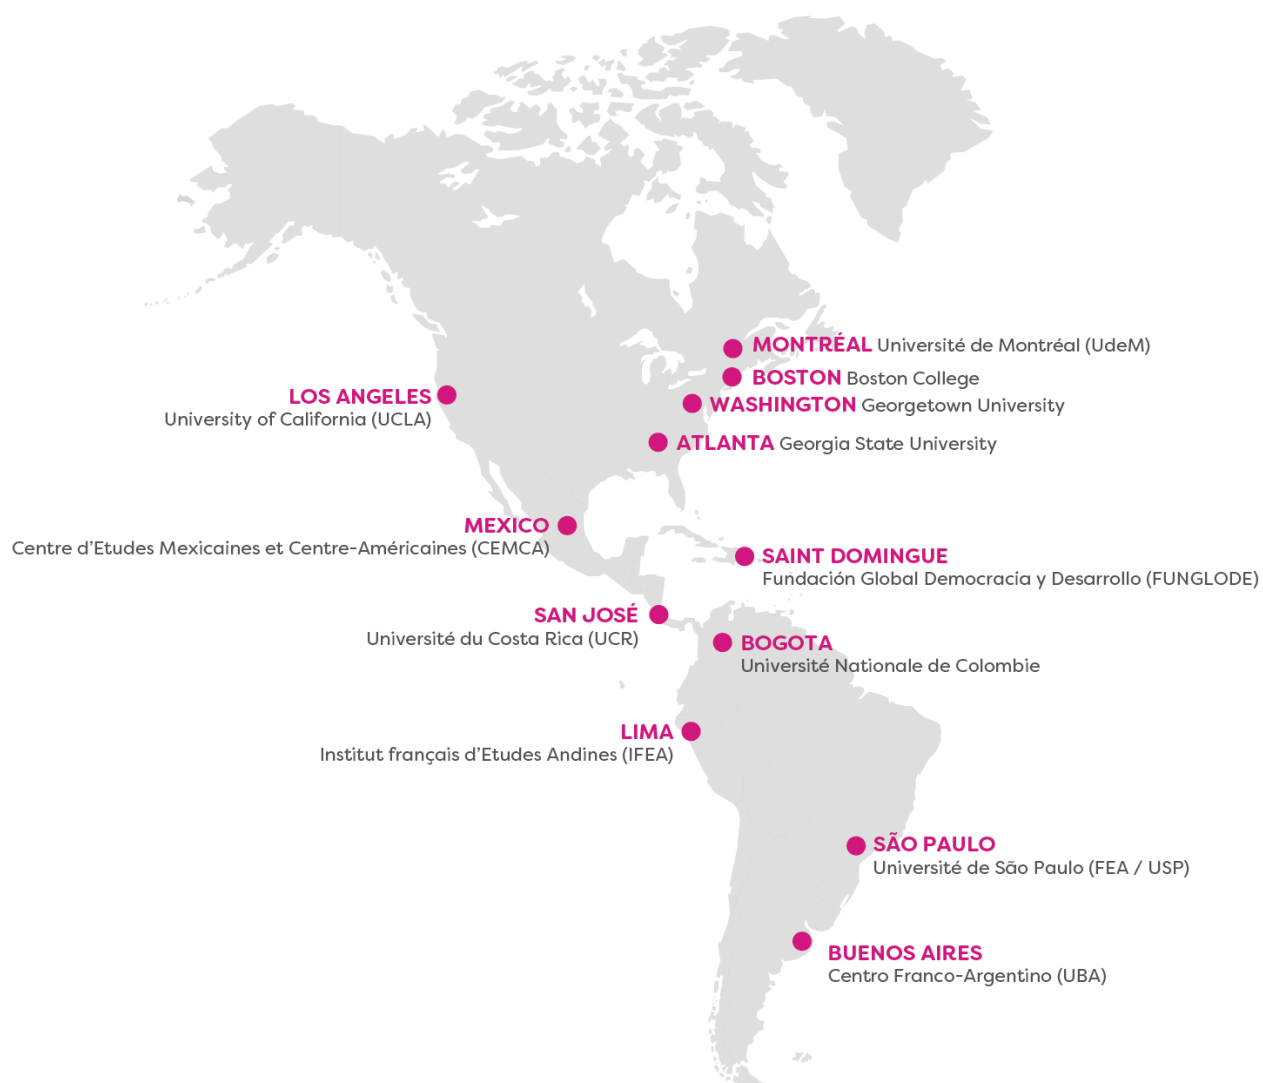 MONTRÉAL Université de Montréal (UdeM)
BOSTON Boston College
LOS ANGELES
University of California (UCLA)
WASHINGTON Georgetown University
ATLANTA Georgia State University
MEXICO
Centre d’Etudes Mexicaines et Centre-Américaines (CEMCA)
SAINT DOMINGUE
Fundación Global Democracia y Desarrollo (FUNGLODE)
SAN JOSÉ
Université du Costa Rica (UCR)
BOGOTA
Université Nationale de Colombie
LIMA
Institut français d’Etudes Andines (IFEA)
SÃO PAULO
Université de São Paulo (FEA / USP)
BUENOS AIRES
Centro Franco-Argentino (UBA)